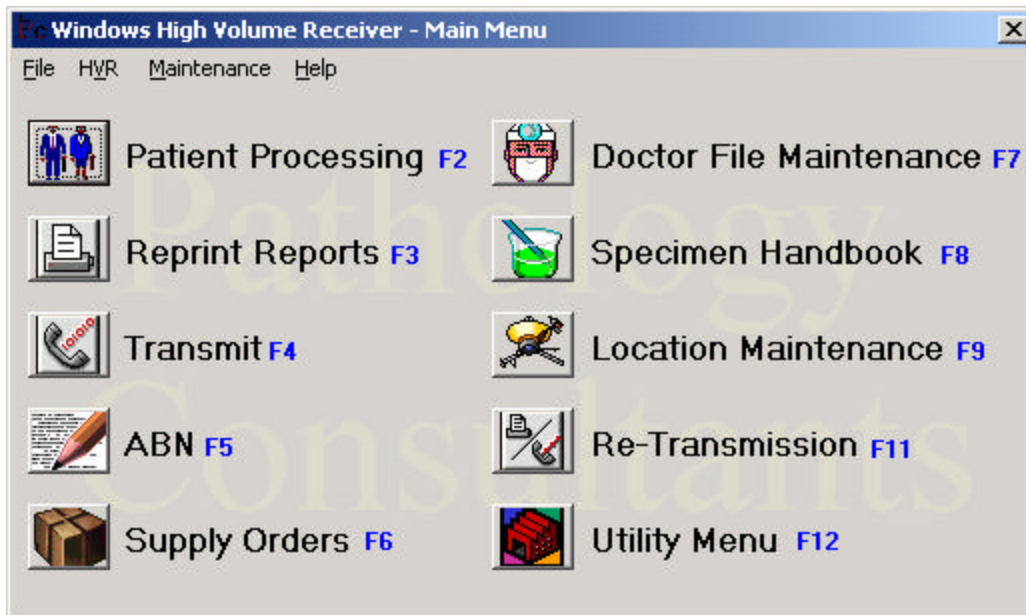 Windows High Volume Receiver - Main Menu
File HVR Maintenance Help
Patient Processing F2
Doctor File Maintenance F7
Reprint Reports F3
Specimen Handbook F8
Transmit F4
Location Maintenance F9
ABN F5
Re-Transmission F11
Supply Orders F6
Utility Menu F12
Pathology
Consultants